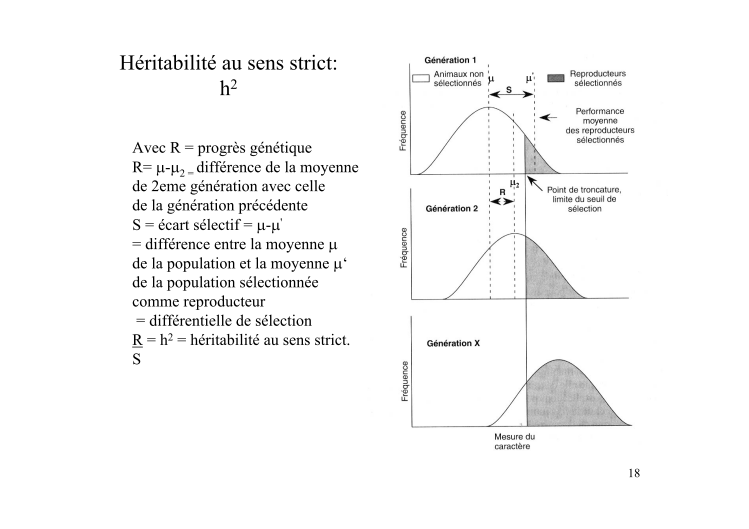 Héritabilité au sens strict:
h²
Avec R = progrès génétique
R= μ-μ₂ = différence de la moyenne
de 2eme génération avec celle
de la génération précédente
S = écart sélectif = μ-μ'
= différence entre la moyenne μ
de la population et la moyenne μ‘
de la population sélectionnée
comme reproducteur
= différentielle de sélection
R = h² = héritabilité au sens strict.
S
Génération 1
Animaux non
sélectionnés
μ
μ'
Reproducteurs
sélectionnés
S
Performance
moyenne
des reproducteurs
sélectionnés
Fréquence
μ₂
R
Point de troncature,
limite du seuil de
sélection
Génération 2
Fréquence
Génération X
Fréquence
Mesure du
caractère
18